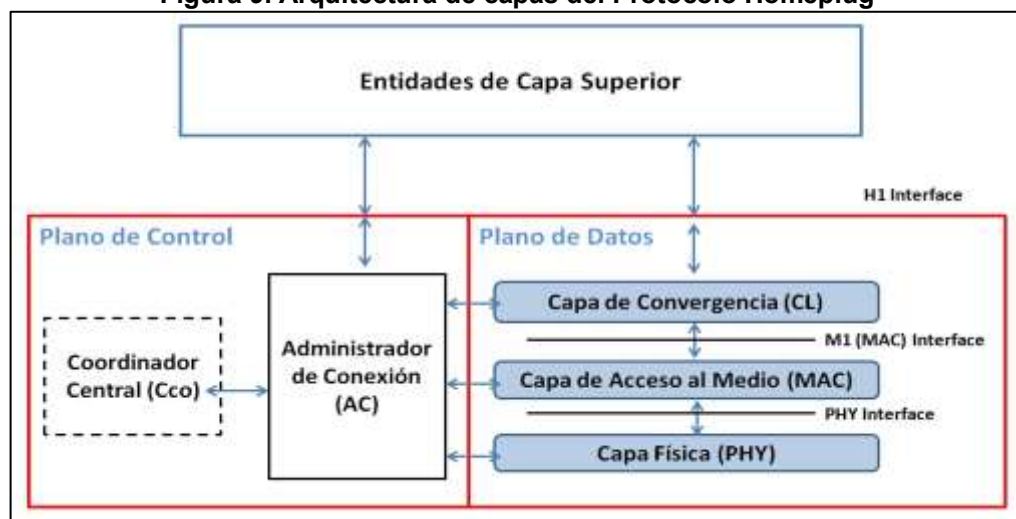 Figura 9. Arquitectura de capas del Protocolo Homeplug
Entidades de Capa Superior
H1 Interface
Plano de Control
Plano de Datos
Capa de Convergencia (CL)
M1 (MAC) Interface
Coordinador
Central (Cco)
Administrador
de Conexión
(AC)
Capa de Acceso al Medio (MAC)
PHY Interface
Capa Física (PHY)